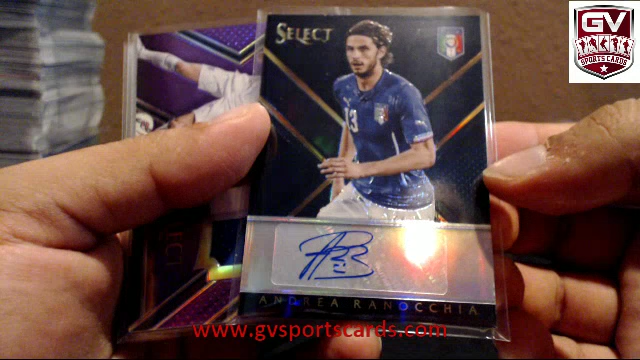 SELECT
GV
SPORTS CARDS
13
ANDREA RANOCCHIA
www.gvsportscards.com